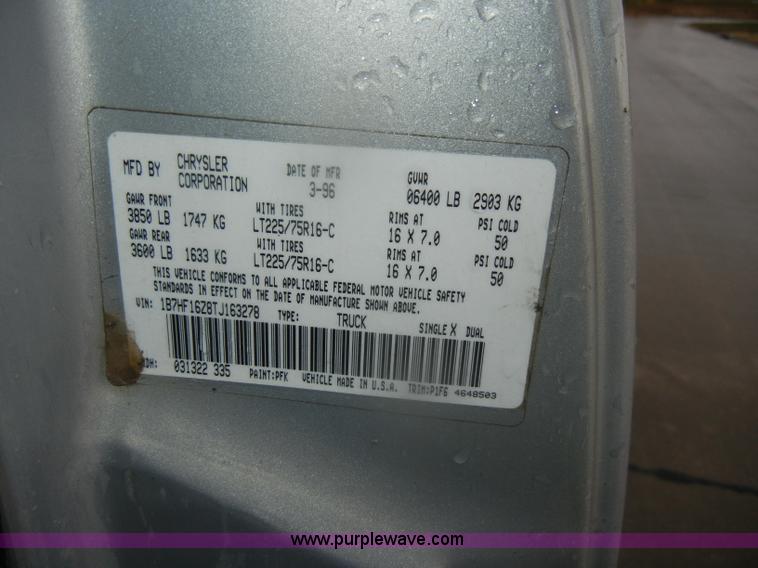 MFD BY CHRYSLER CORPORATION DATE OF MFR 3-96 GVWR 06400 LB 2903 KG
GAWR FRONT WITH TIRES RIMS AT PSI COLD
3850 LB 1747 KG LT225/75R16-C 16 X 7.0 50
GAWR REAR WITH TIRES RIMS AT PSI COLD
3600 LB 1633 KG LT225/75R16-C 16 X 7.0 50
THIS VEHICLE CONFORMS TO ALL APPLICABLE FEDERAL MOTOR VEHICLE SAFETY
STANDARDS IN EFFECT ON THE DATE OF MANUFACTURE SHOWN ABOVE.
VIN: 1B7HF16Z8TJ163278 TYPE: TRUCK SINGLE X DUAL
MDH: 031322 335 PAINT:PFK VEHICLE MADE IN U.S.A. TRIM:P1F6 4648503
www.purplewave.com